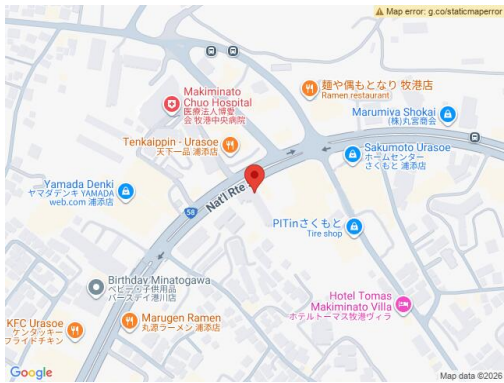 Map error: g.co/staticmaperror
麺や偶もとなり 牧港店
Ramen restaurant
Makiminato
Chuo Hospital
医療法人博愛
会 牧港中央病院
Marumiya Shokai
(株)丸宮商会
Tenkaippin - Urasoe
天下一品 浦添店
Sakumoto Urasoe
ホームセンター
さくもと 浦添店
Yamada Denki
ヤマダデンキ YAMADA
web.com 浦添店
Nat'l Rte
58
PITinさくもと
Tire shop
Birthday Minatogawa
ベビー・子供用品
バースデイ港川店
Hotel Tomas
Makiminato Villa
ホテルトーマス牧港ヴィラ
KFC Urasoe
ケンタッキー
フライドチキン
Marugen Ramen
丸源ラーメン 浦添店
Google
Map data ©2026